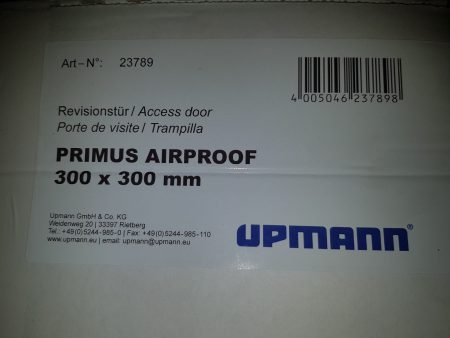 Art–N°: 23789
4 005046 237898
Revisionstür / Access door
Porte de visite / Trampilla
PRIMUS AIRPROOF
300 x 300 mm
Upmann GmbH & Co. KG
Weidenweg 20 | 33397 Rietberg
Tel.: +49(0)5244-985-0 | Fax: +49(0)5244-985-110
www.upmann.eu | email: upmann@upmann.eu
UPMANN®